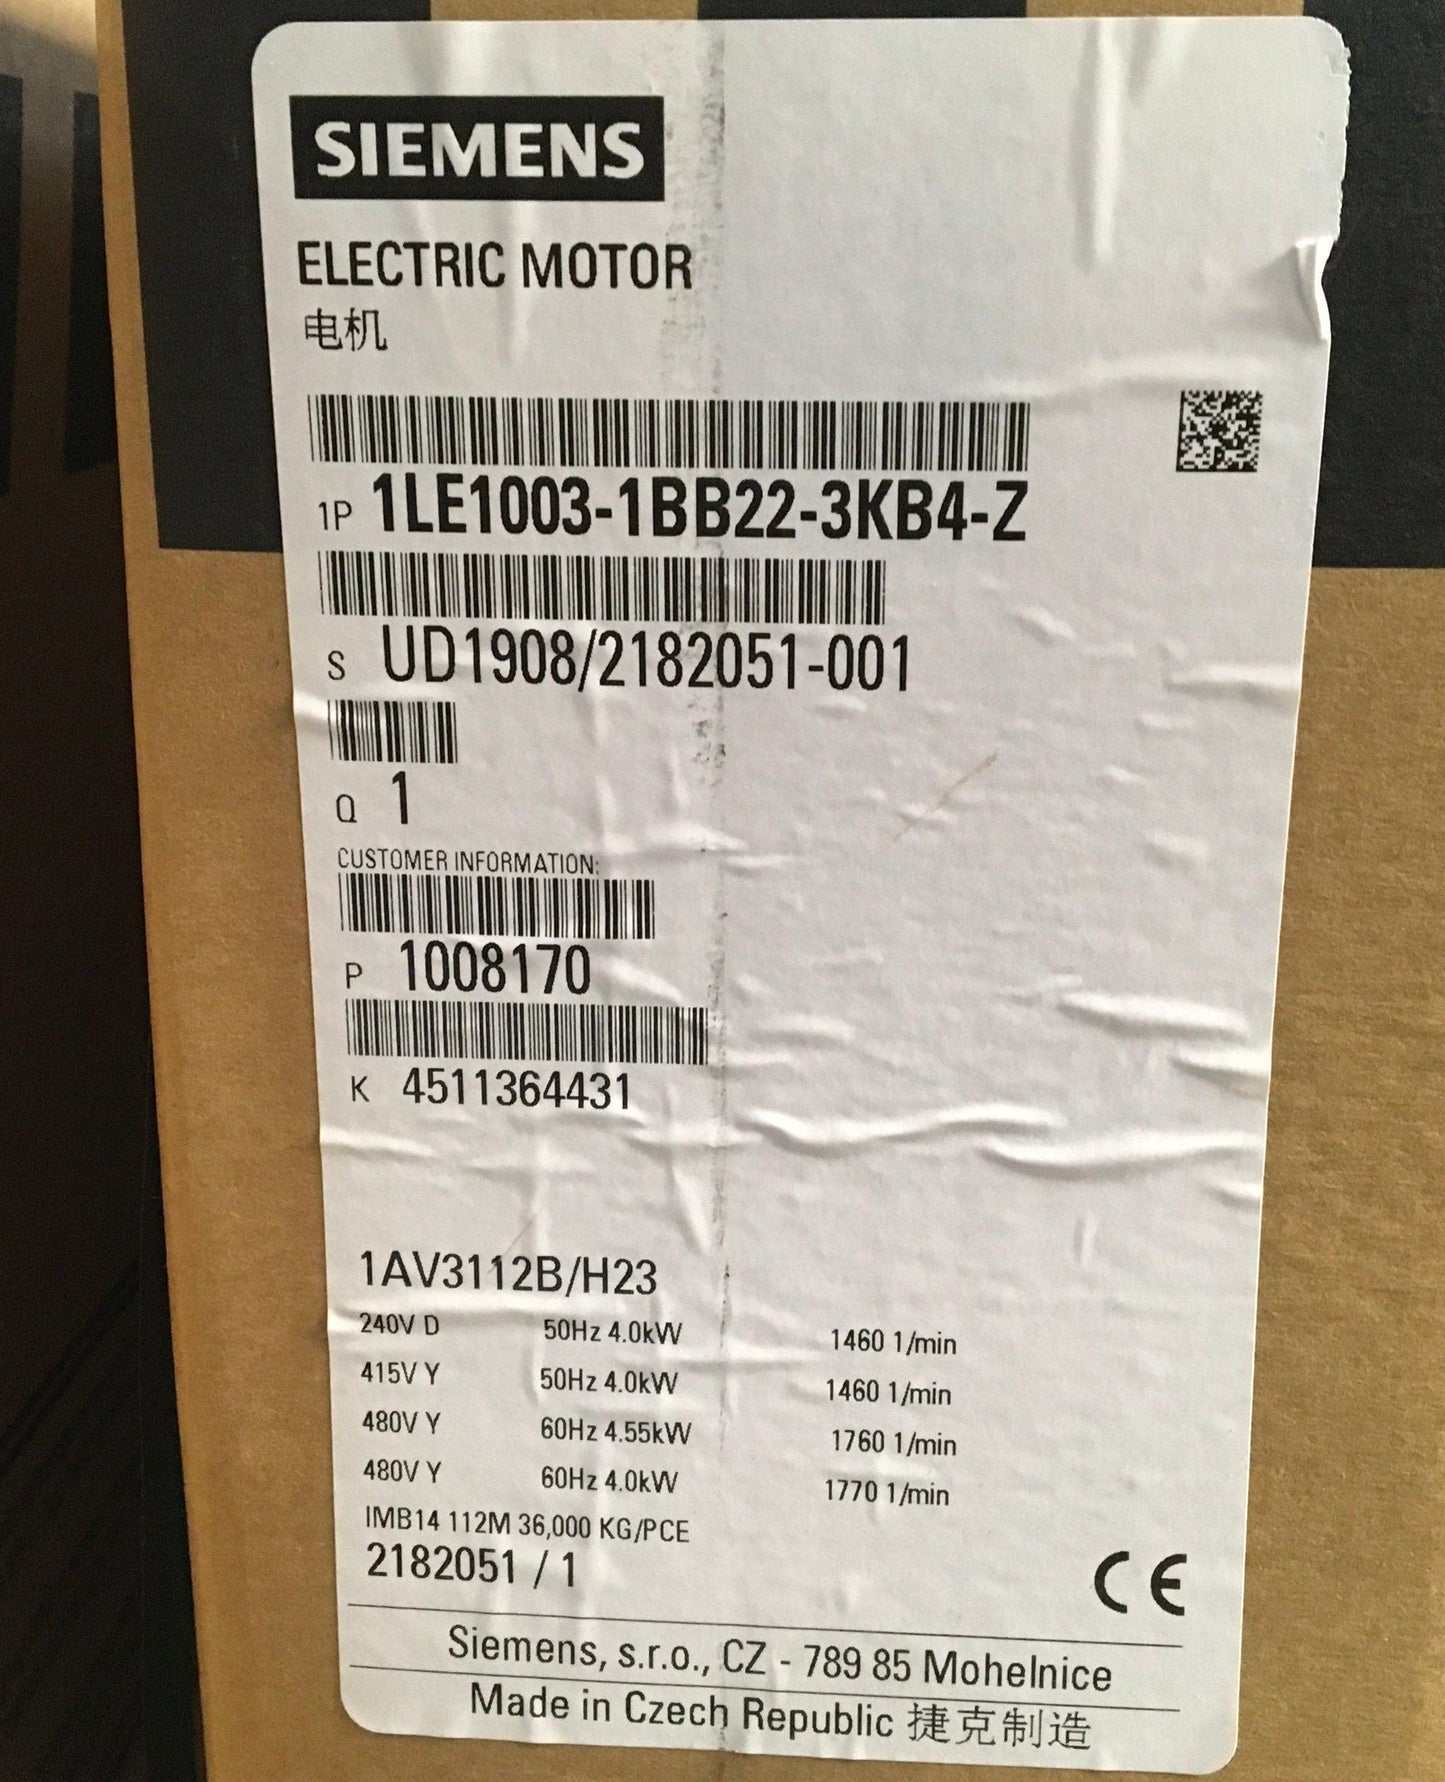 SIEMENS
ELECTRIC MOTOR
电机
1P 1LE1003-1BB22-3KB4-Z
S UD1908/2182051-001
Q 1
CUSTOMER INFORMATION:
P 1008170
K 4511364431
1AV3112B/H23
240V D 50Hz 4.0kW 1460 1/min
415V Y 50Hz 4.0kW 1460 1/min
480V Y 60Hz 4.55kW 1760 1/min
480V Y 60Hz 4.0kW 1770 1/min
IMB14 112M 36,000 KG/PCE
2182051 / 1
CE
Siemens, s.r.o., CZ - 789 85 Mohelnice
Made in Czech Republic 捷克制造